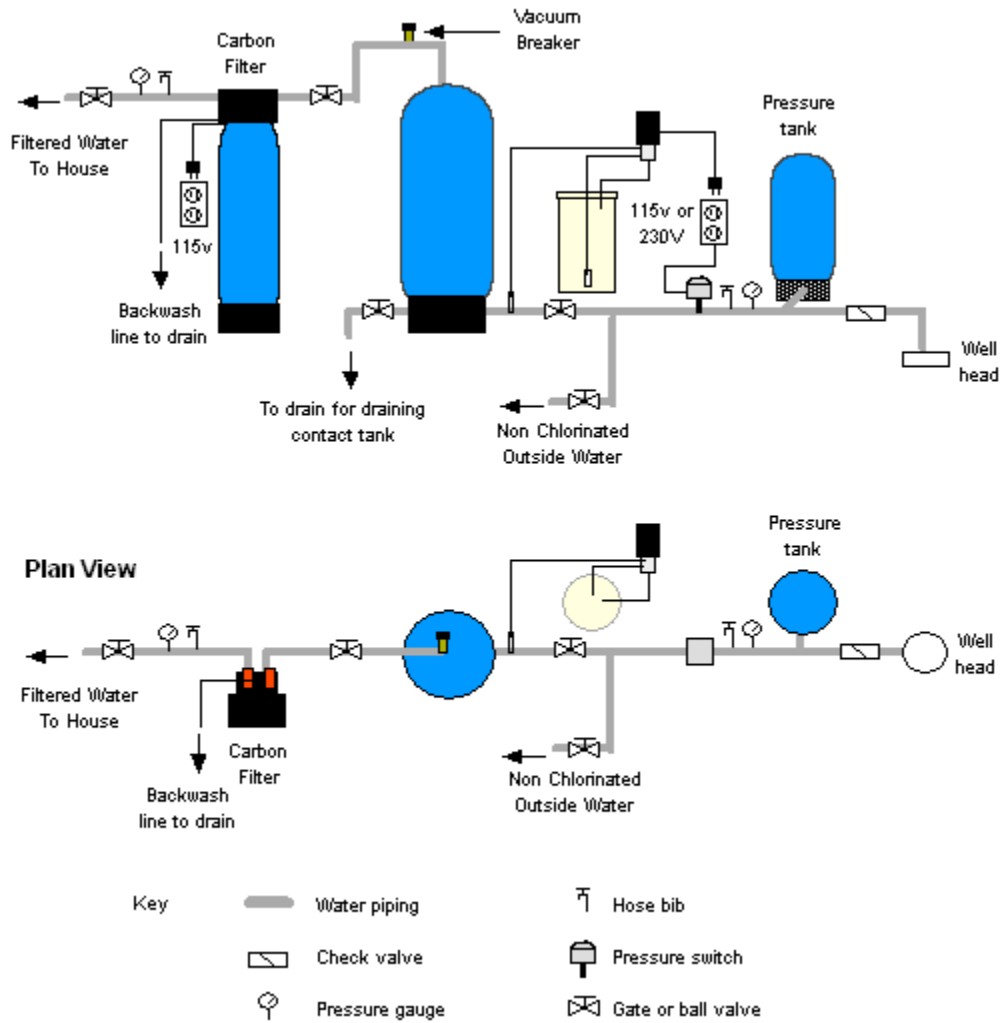 Vacuum
Breaker
Carbon
Filter
Pressure
tank
Filtered Water
To House
115v
115v or
230V
Backwash
line to drain
Well
head
To drain for draining
contact tank
Non Chlorinated
Outside Water
Plan View
Pressure
tank
Well
head
Filtered Water
To House
Carbon
Filter
Backwash
line to drain
Non Chlorinated
Outside Water
Key
Water piping
Hose bib
Check valve
Pressure switch
Pressure gauge
Gate or ball valve